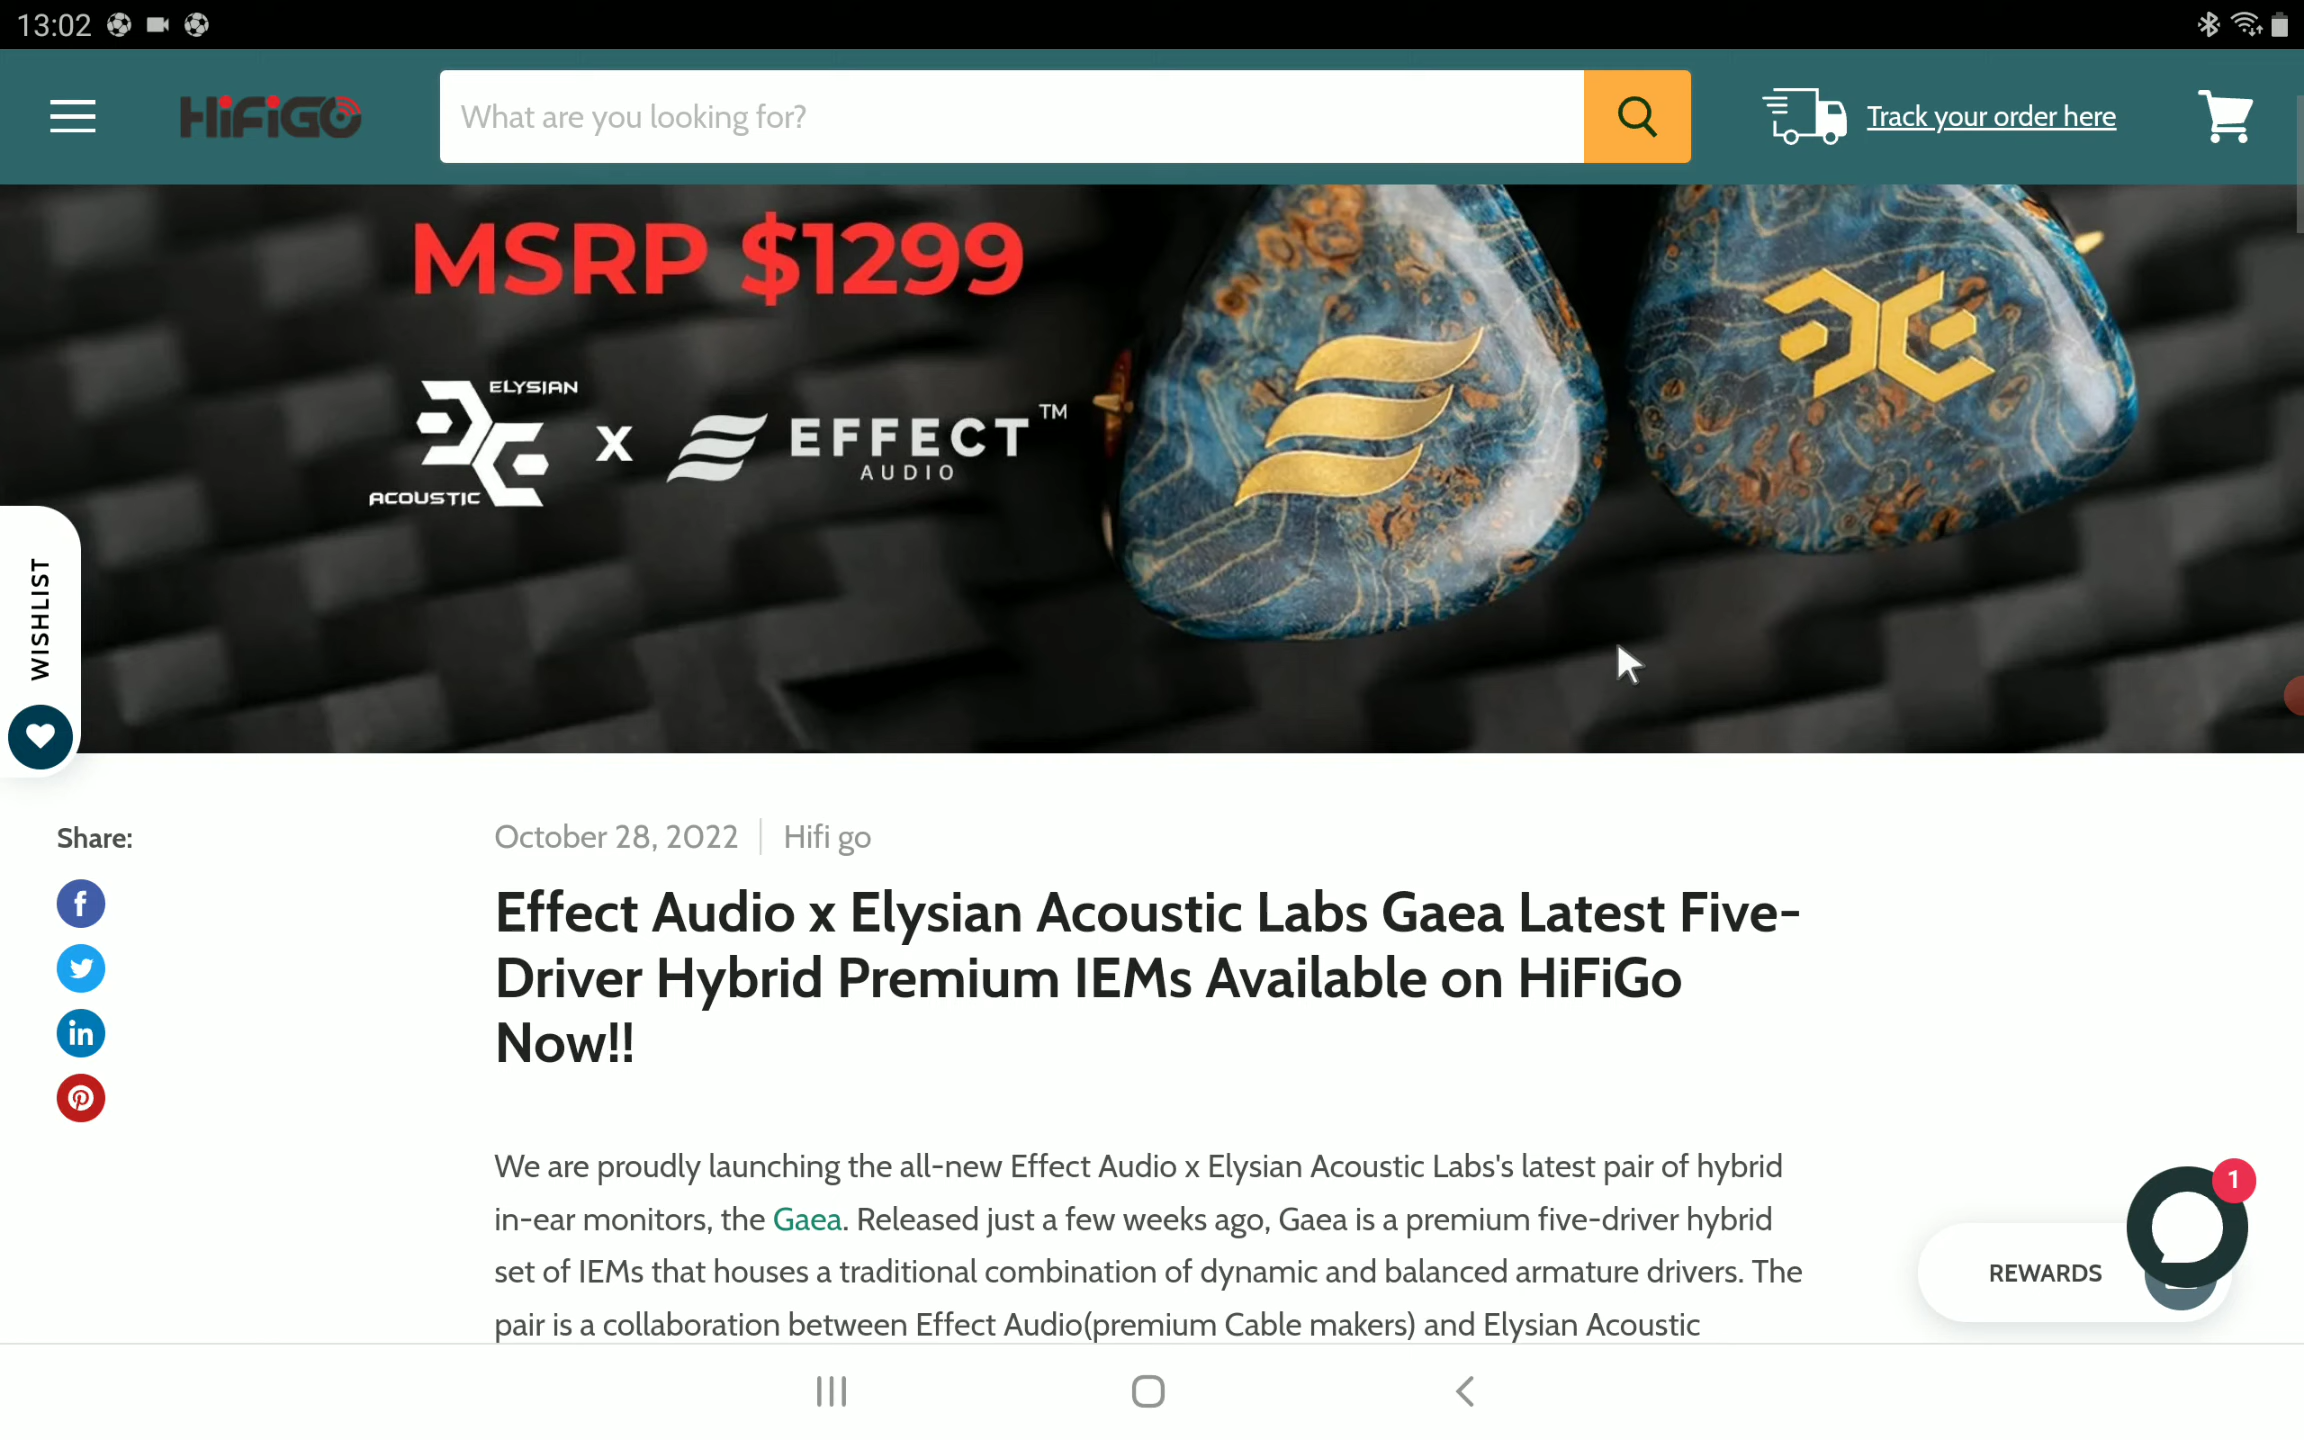 13:02
HiFiGO
What are you looking for?
Track your order here
MSRP $1299
ELYSIAN
ACOUSTIC
X
EFFECT™
AUDIO
WISHLIST
Share:
October 28, 2022 | Hifi go
Effect Audio x Elysian Acoustic Labs Gaea Latest Five-
Driver Hybrid Premium IEMs Available on HiFiGo
Now!!
We are proudly launching the all-new Effect Audio x Elysian Acoustic Labs's latest pair of hybrid
in-ear monitors, the Gaea. Released just a few weeks ago, Gaea is a premium five-driver hybrid
set of IEMs that houses a traditional combination of dynamic and balanced armature drivers. The
pair is a collaboration between Effect Audio(premium Cable makers) and Elysian Acoustic
1
REWARDS